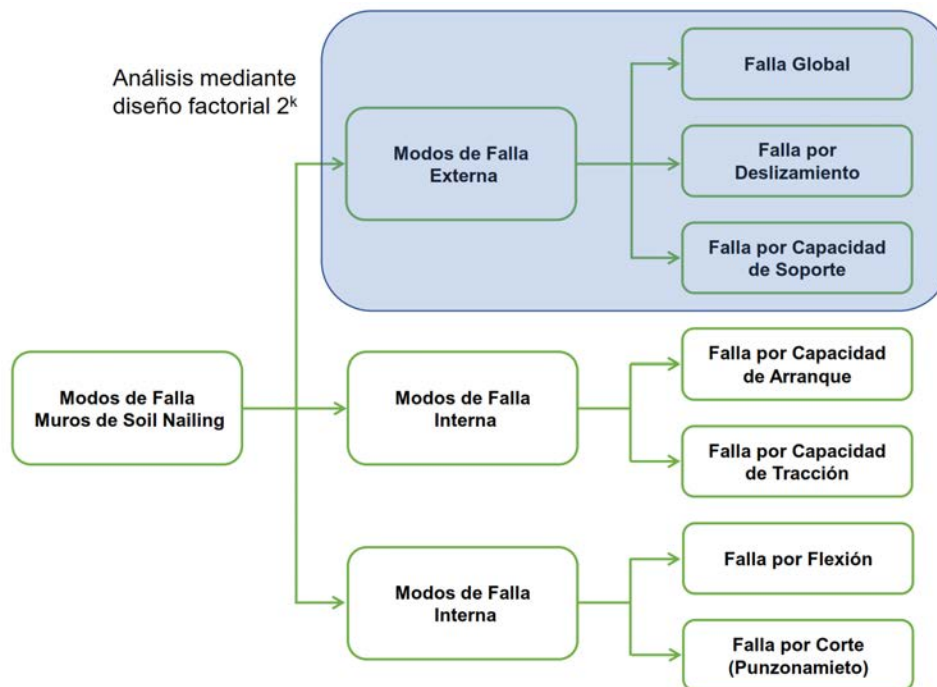 Análisis mediante
diseño factorial 2ᵏ
Modos de Falla
Externa
Falla Global
Falla por
Deslizamiento
Falla por Capacidad
de Soporte
Modos de Falla
Muros de Soil Nailing
Modos de Falla
Interna
Falla por Capacidad
de Arranque
Falla por Capacidad
de Tracción
Modos de Falla
Interna
Falla por Flexión
Falla por Corte
(Punzonamieto)